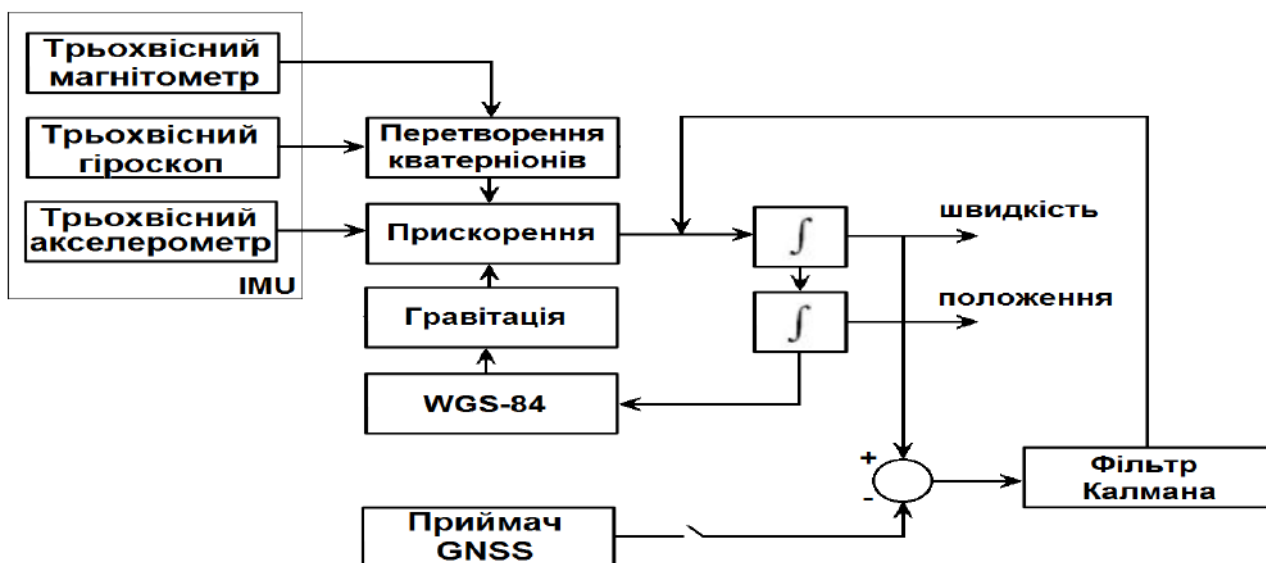 Трьохвісний
магнітометр
Трьохвісний
гіроскоп
Трьохвісний
акселерометр
IMU
Перетворення
кватерніонів
Прискорення
Гравітація
WGS-84
∫
∫
швидкість
положення
+
-
Фільтр
Калмана
Приймач
GNSS